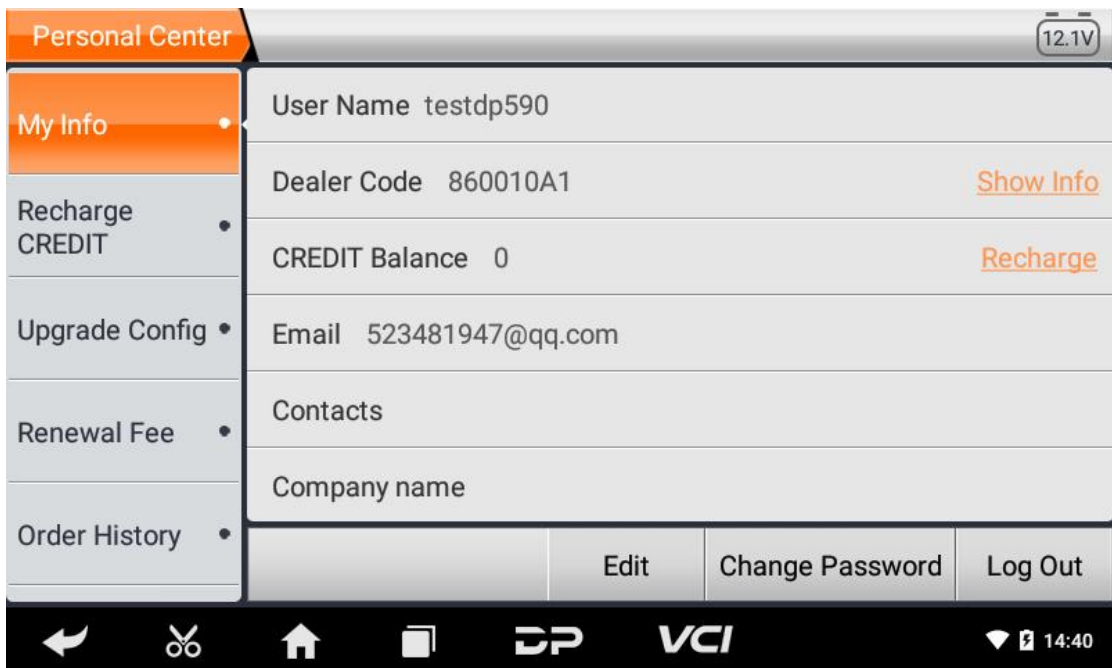 Personal Center
12.1V
My Info
Recharge
CREDIT
Upgrade Config
Renewal Fee
Order History
User Name testdp590
Dealer Code 860010A1 Show Info
CREDIT Balance 0 Recharge
Email 523481947@qq.com
Contacts
Company name
Edit Change Password Log Out
DP VCI 14:40